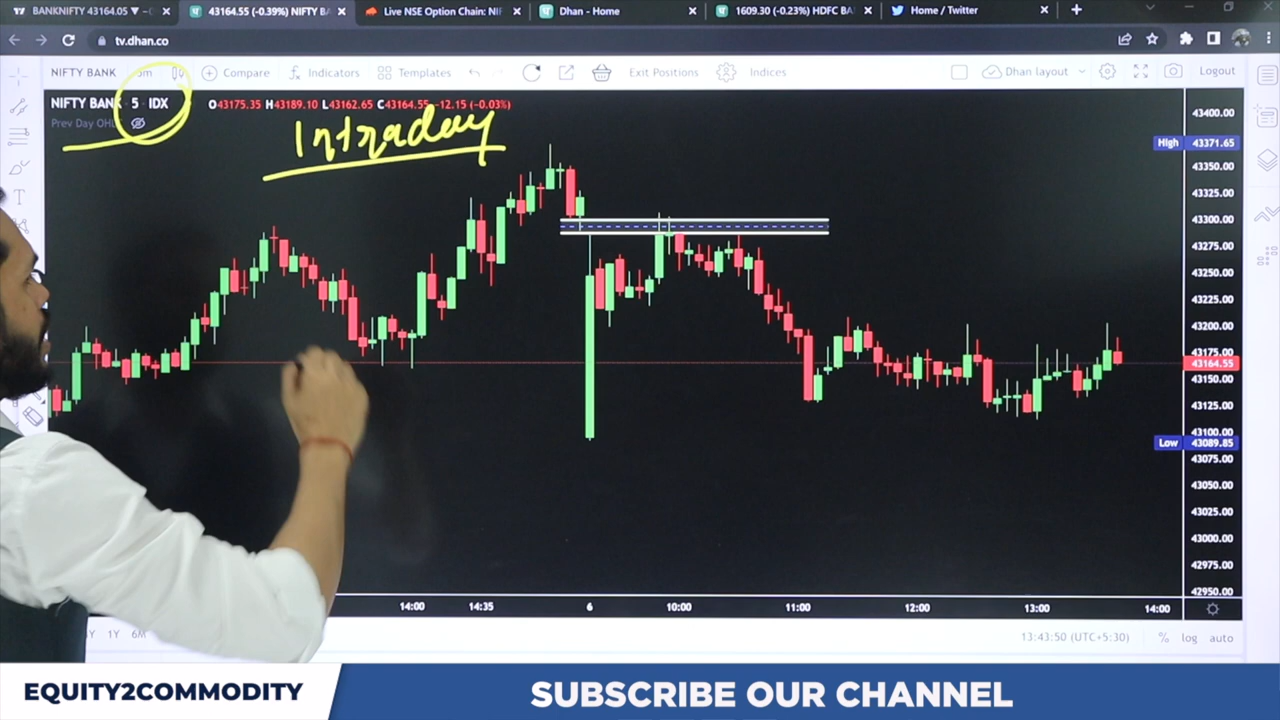 BANKNIFTY 43164.05 ▼ −
43164.55 (-0.39%) NIFTY BANK
Live NSE Option Chain: NIF
Dhan - Home
1609.30 (-0.23%) HDFC BA
Home / Twitter
tv.dhan.co
NIFTY BANK 5m Compare Indicators Templates Exit Positions Indices Dhan layout Logout
NIFTY BANK 5 IDX O43175.35 H43189.10 L43162.65 C43164.55 −12.15 (−0.03%)
Prev Day OHL
Intraday
43400.00
High 43371.65
43350.00
43325.00
43300.00
43275.00
43250.00
43225.00
43200.00
43175.00
43164.55
43150.00
43125.00
43100.00
Low 43089.85
43075.00
43050.00
43025.00
43000.00
42975.00
42950.00
14:00 14:35 6 10:00 11:00 12:00 13:00 14:00
Y 1Y 6M 13:43:50 (UTC+5:30) % log auto
EQUITY2COMMODITY
SUBSCRIBE OUR CHANNEL